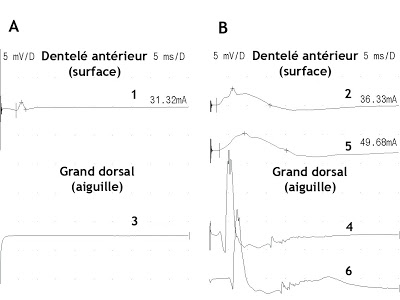 A
5 mV/D Dentelé antérieur 5 ms/D
(surface)
1
31.32mA
Grand dorsal
(aiguille)
3
B
5 mV/D Dentelé antérieur 5 ms/D
(surface)
2
36.33mA
5
49.68mA
Grand dorsal
(aiguille)
4
6